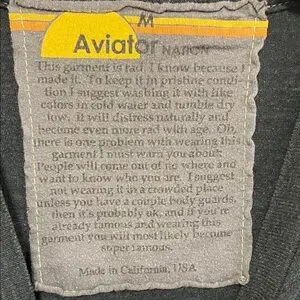 M
Aviator NATION
This garment is rad. I know because I
made it. To keep it in pristine condi-
tion I suggest washing it with like
colors in cold water and tumble dry
low. it will distress naturally and
become even more rad with age. Oh,
there is one problem with wearing this
garment I must warn you about:
People will come out of no where and
want to know who you are. I suggest
not wearing it in a crowded place
unless you have a couple body guards,
then it's probably ok. and if you're
already famous and wearing this
garment you will most likely become
super famous.
Made in California, USA